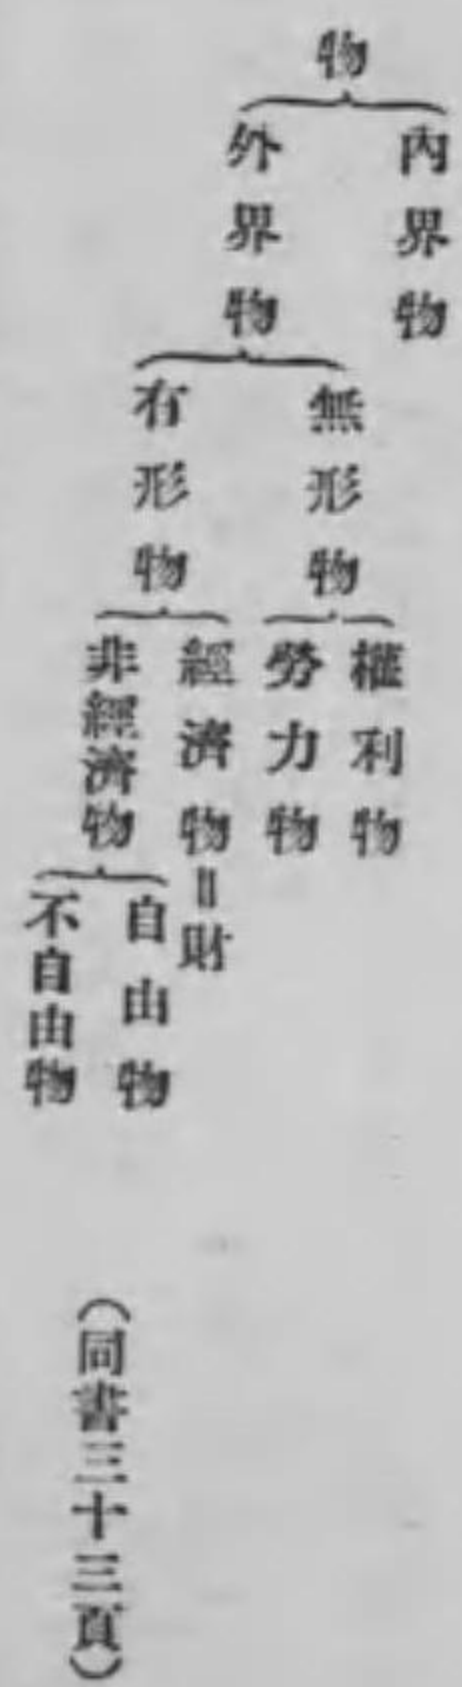 物
內界物
外界物
無形物
有形物
權利物
勞力物
經濟物=財
非經濟物
自由物
不自由物
(同書三十三頁)